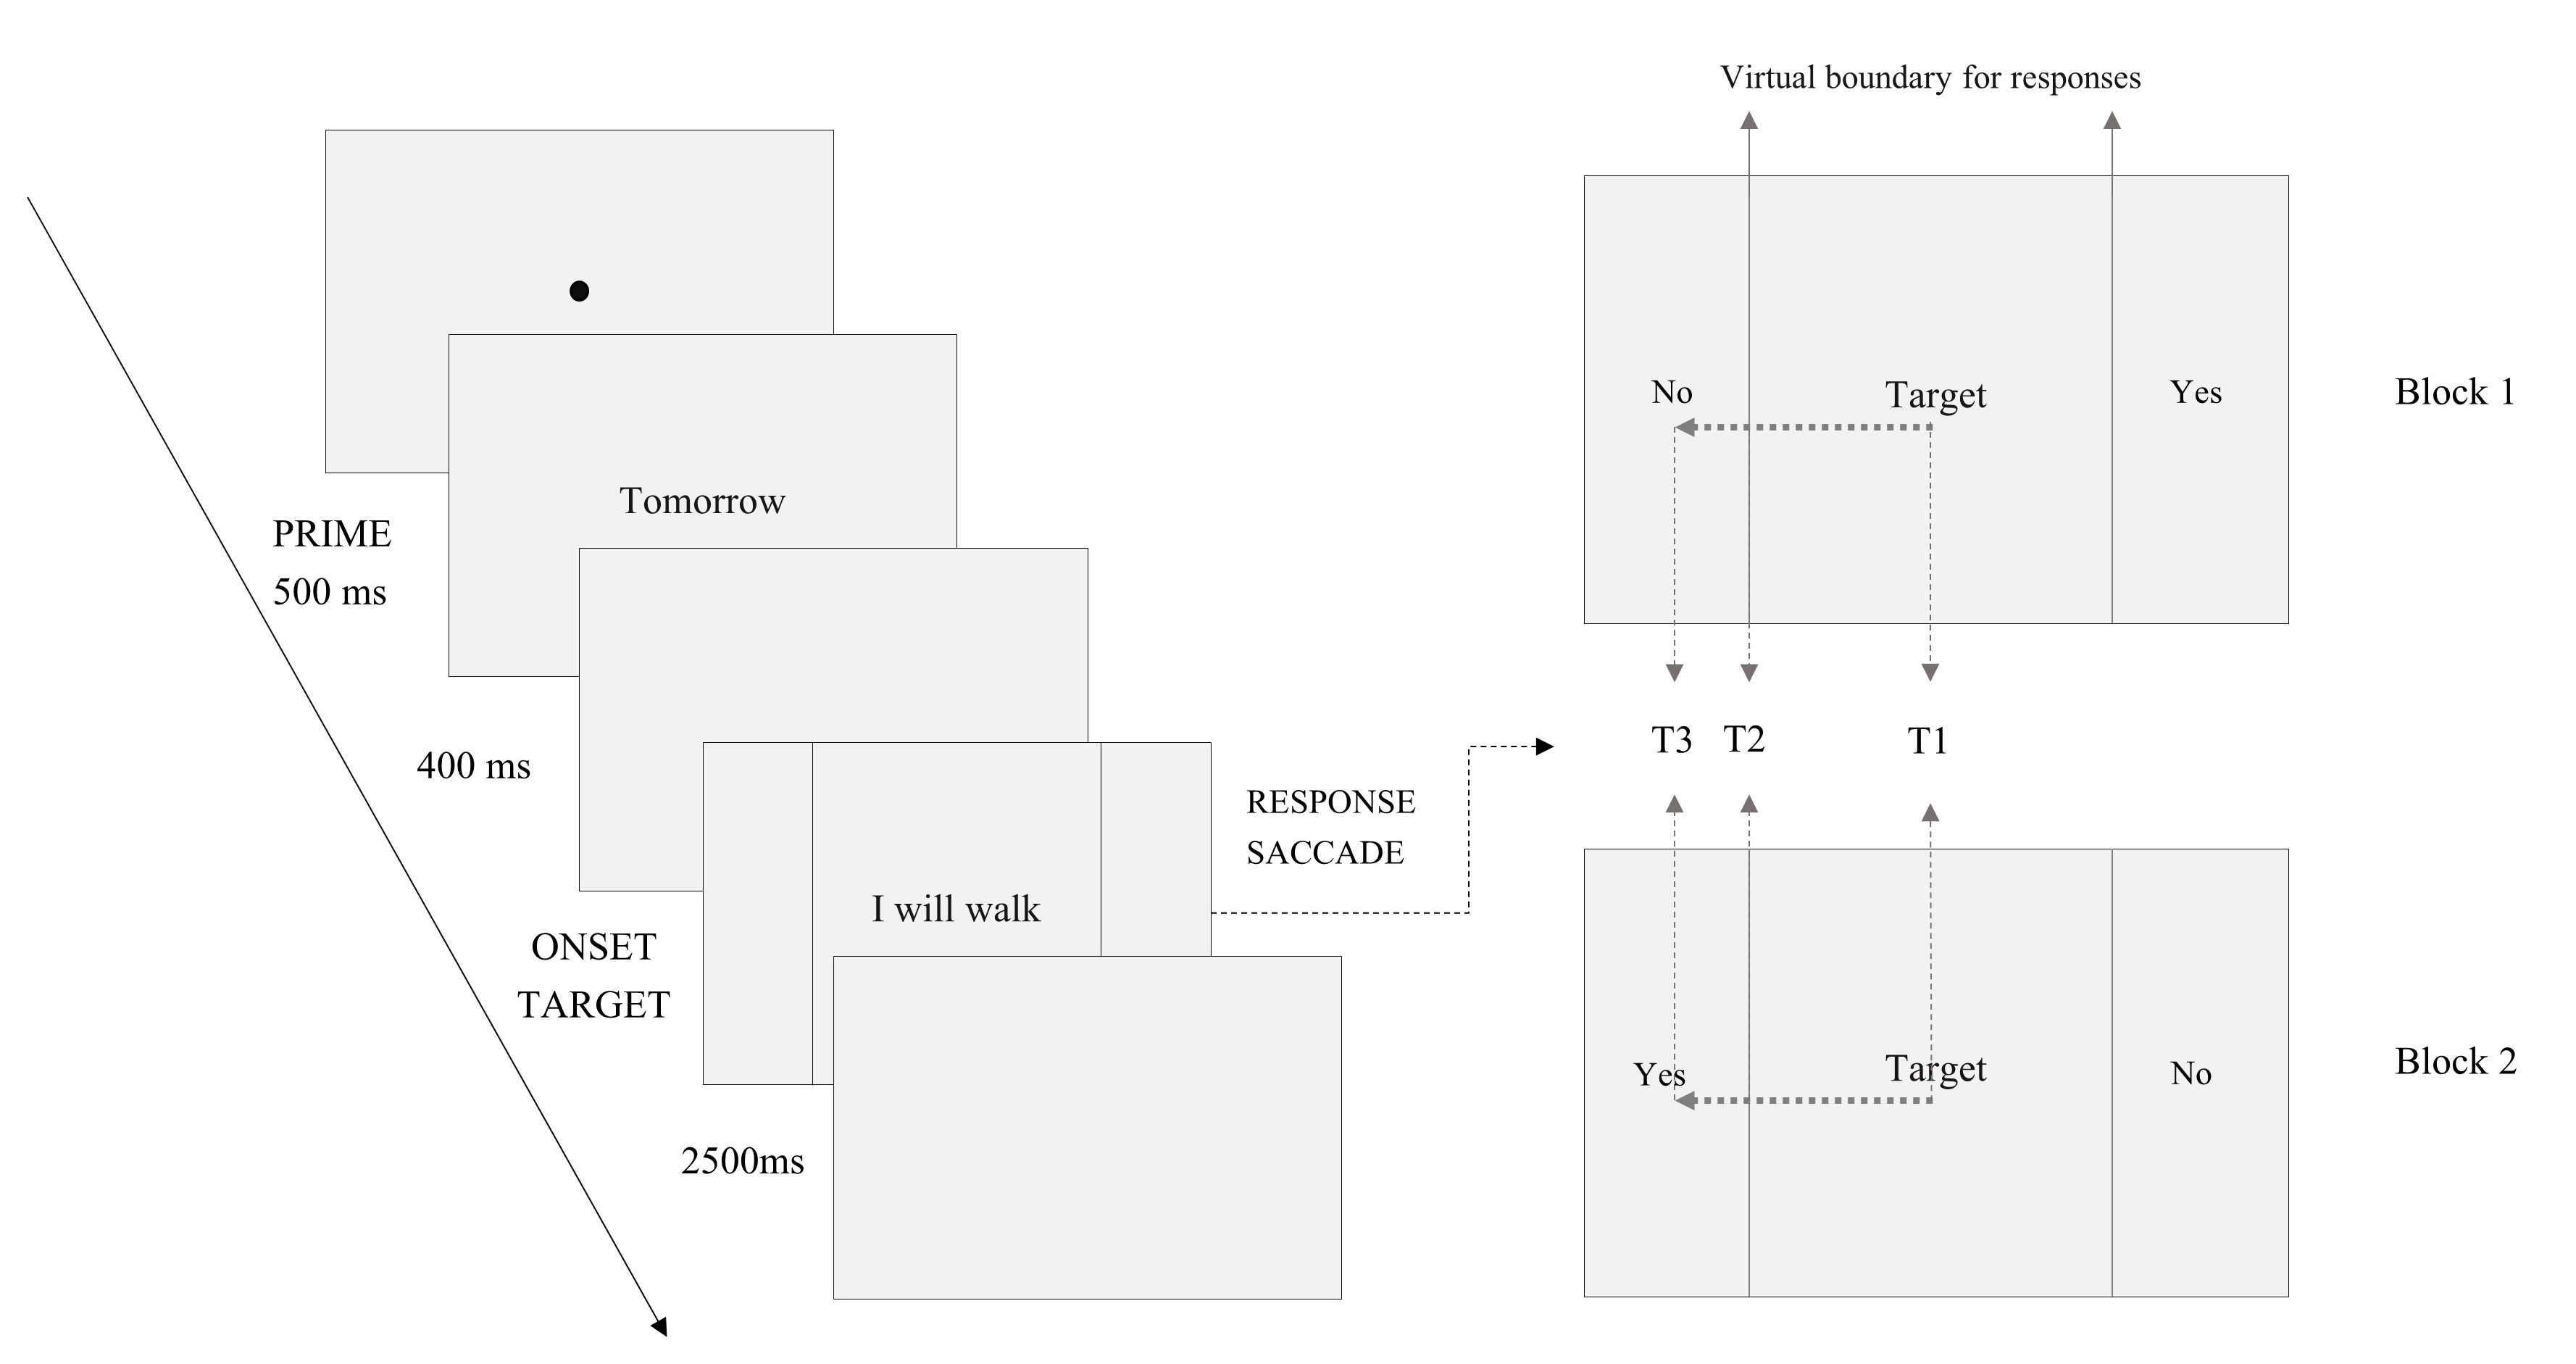 Tomorrow
PRIME
500 ms
400 ms
I will walk
ONSET
TARGET
2500ms
RESPONSE
SACCADE
Virtual boundary for responses
No
Target
Yes
Block 1
T3
T2
T1
Yes
Target
No
Block 2